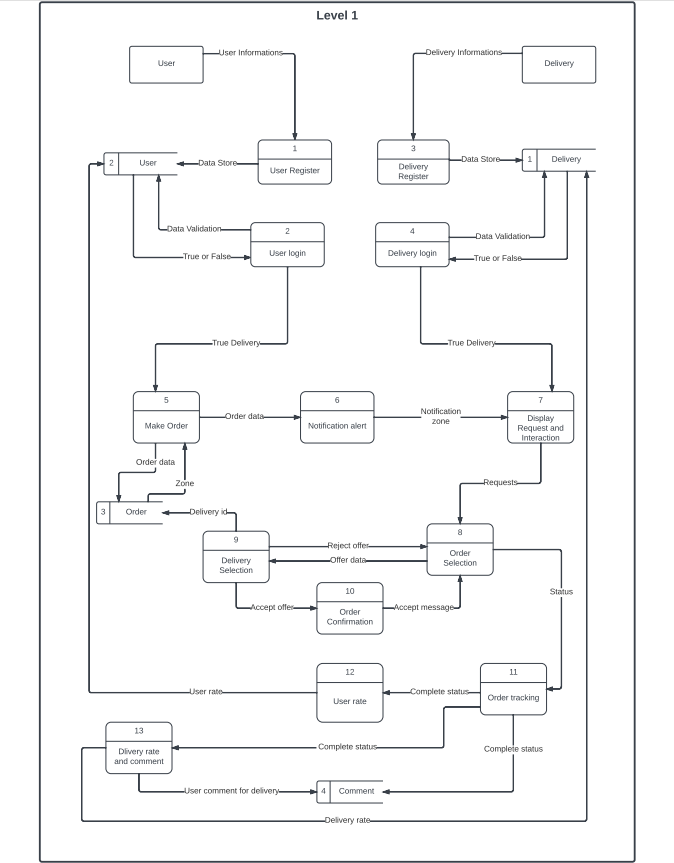 Level 1
User
User Informations
Delivery Informations
Delivery
1
User Register
3
Delivery
Register
2
User
Data Store
Data Store
1
Delivery
2
User login
4
Delivery login
Data Validation
Data Validation
True or False
True or False
True Delivery
True Delivery
5
Make Order
Order data
6
Notification alert
Notification
zone
7
Display
Request and
Interaction
Order data
Zone
Requests
3
Order
Delivery id
9
Delivery
Selection
Reject offer
Offer data
8
Order
Selection
Accept offer
10
Order
Confirmation
Accept message
Status
12
User rate
User rate
Complete status
11
Order tracking
13
Dlivery rate
and comment
Complete status
Complete status
User comment for delivery
4
Comment
Delivery rate